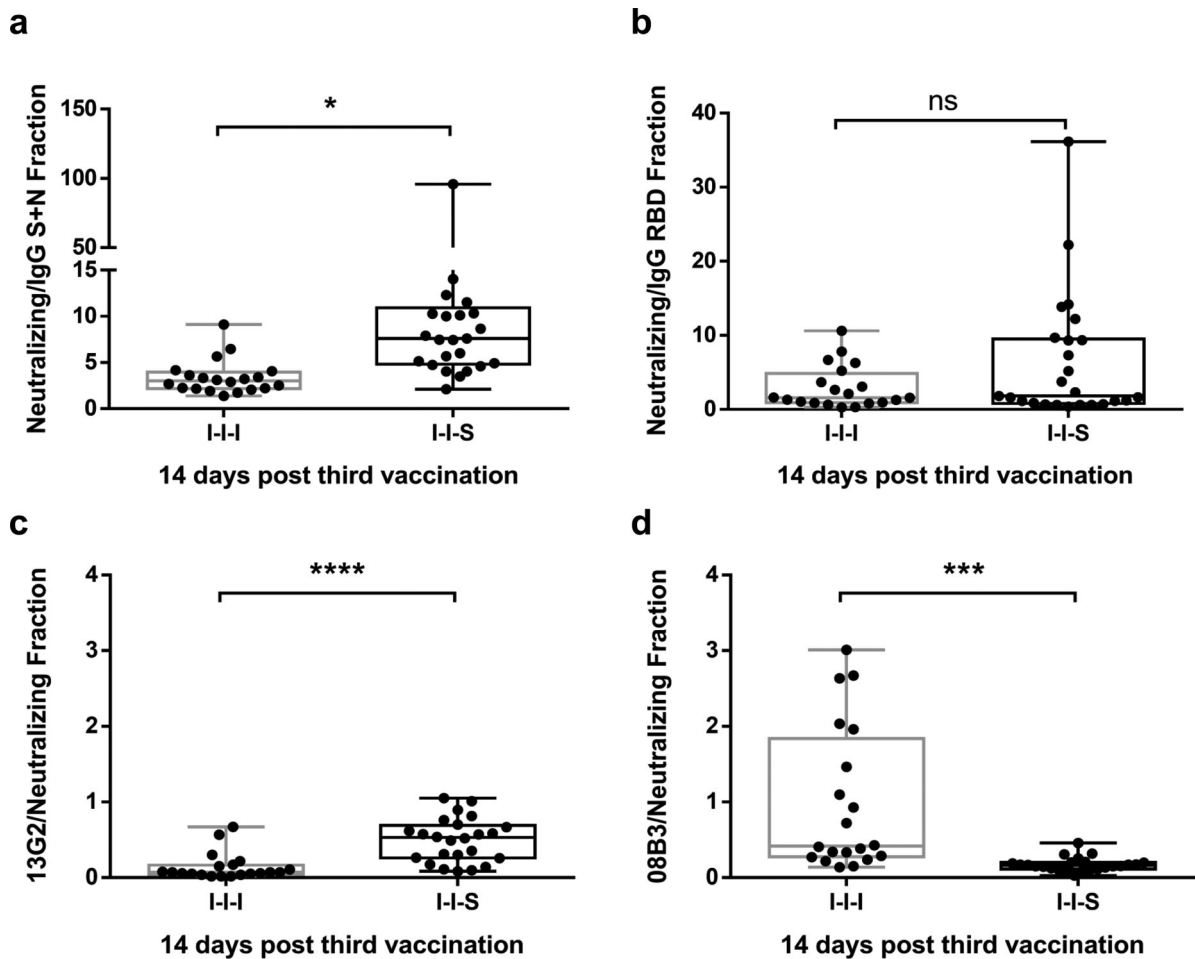 a
Neutralizing/IgG S+N Fraction
150
100
50
15
10
5
0
*
I-I-I
I-I-S
14 days post third vaccination
b
Neutralizing/IgG RBD Fraction
40
30
20
10
0
ns
I-I-I
I-I-S
14 days post third vaccination
c
13G2/Neutralizing Fraction
4
3
2
1
0
****
I-I-I
I-I-S
14 days post third vaccination
d
08B3/Neutralizing Fraction
4
3
2
1
0
***
I-I-I
I-I-S
14 days post third vaccination